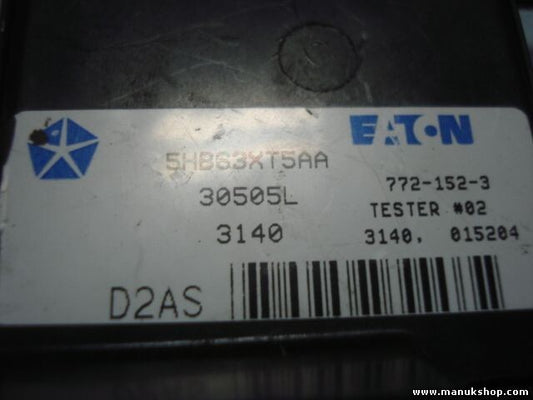 EATON
5HB63XT5AA
772-152-3
30505L
TESTER #02
3140
3140, 015204
D2AS
www.manukshop.com